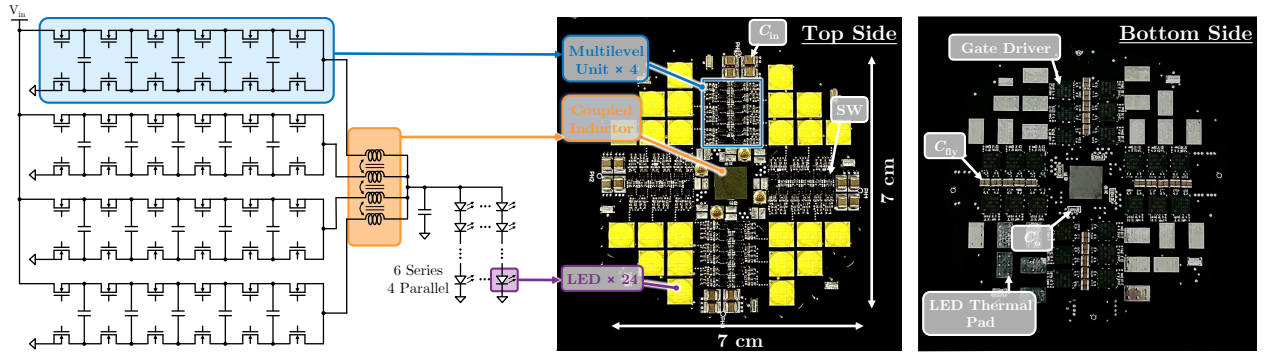 V_in
6 Series
4 Parallel
Multilevel
Unit × 4
Coupled
Inductor
LED × 24
C_in
Top Side
SW
7 cm
7 cm
Bottom Side
Gate Driver
C_fly
C_o
LED Thermal
Pad